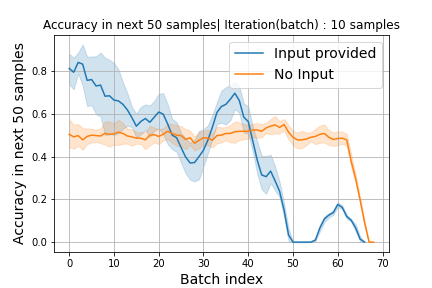 Accuracy in next 50 samples| Iteration(batch) : 10 samples
Input provided
No Input
Accuracy in next 50 samples
0.8
0.6
0.4
0.2
0.0
0 10 20 30 40 50 60 70
Batch index